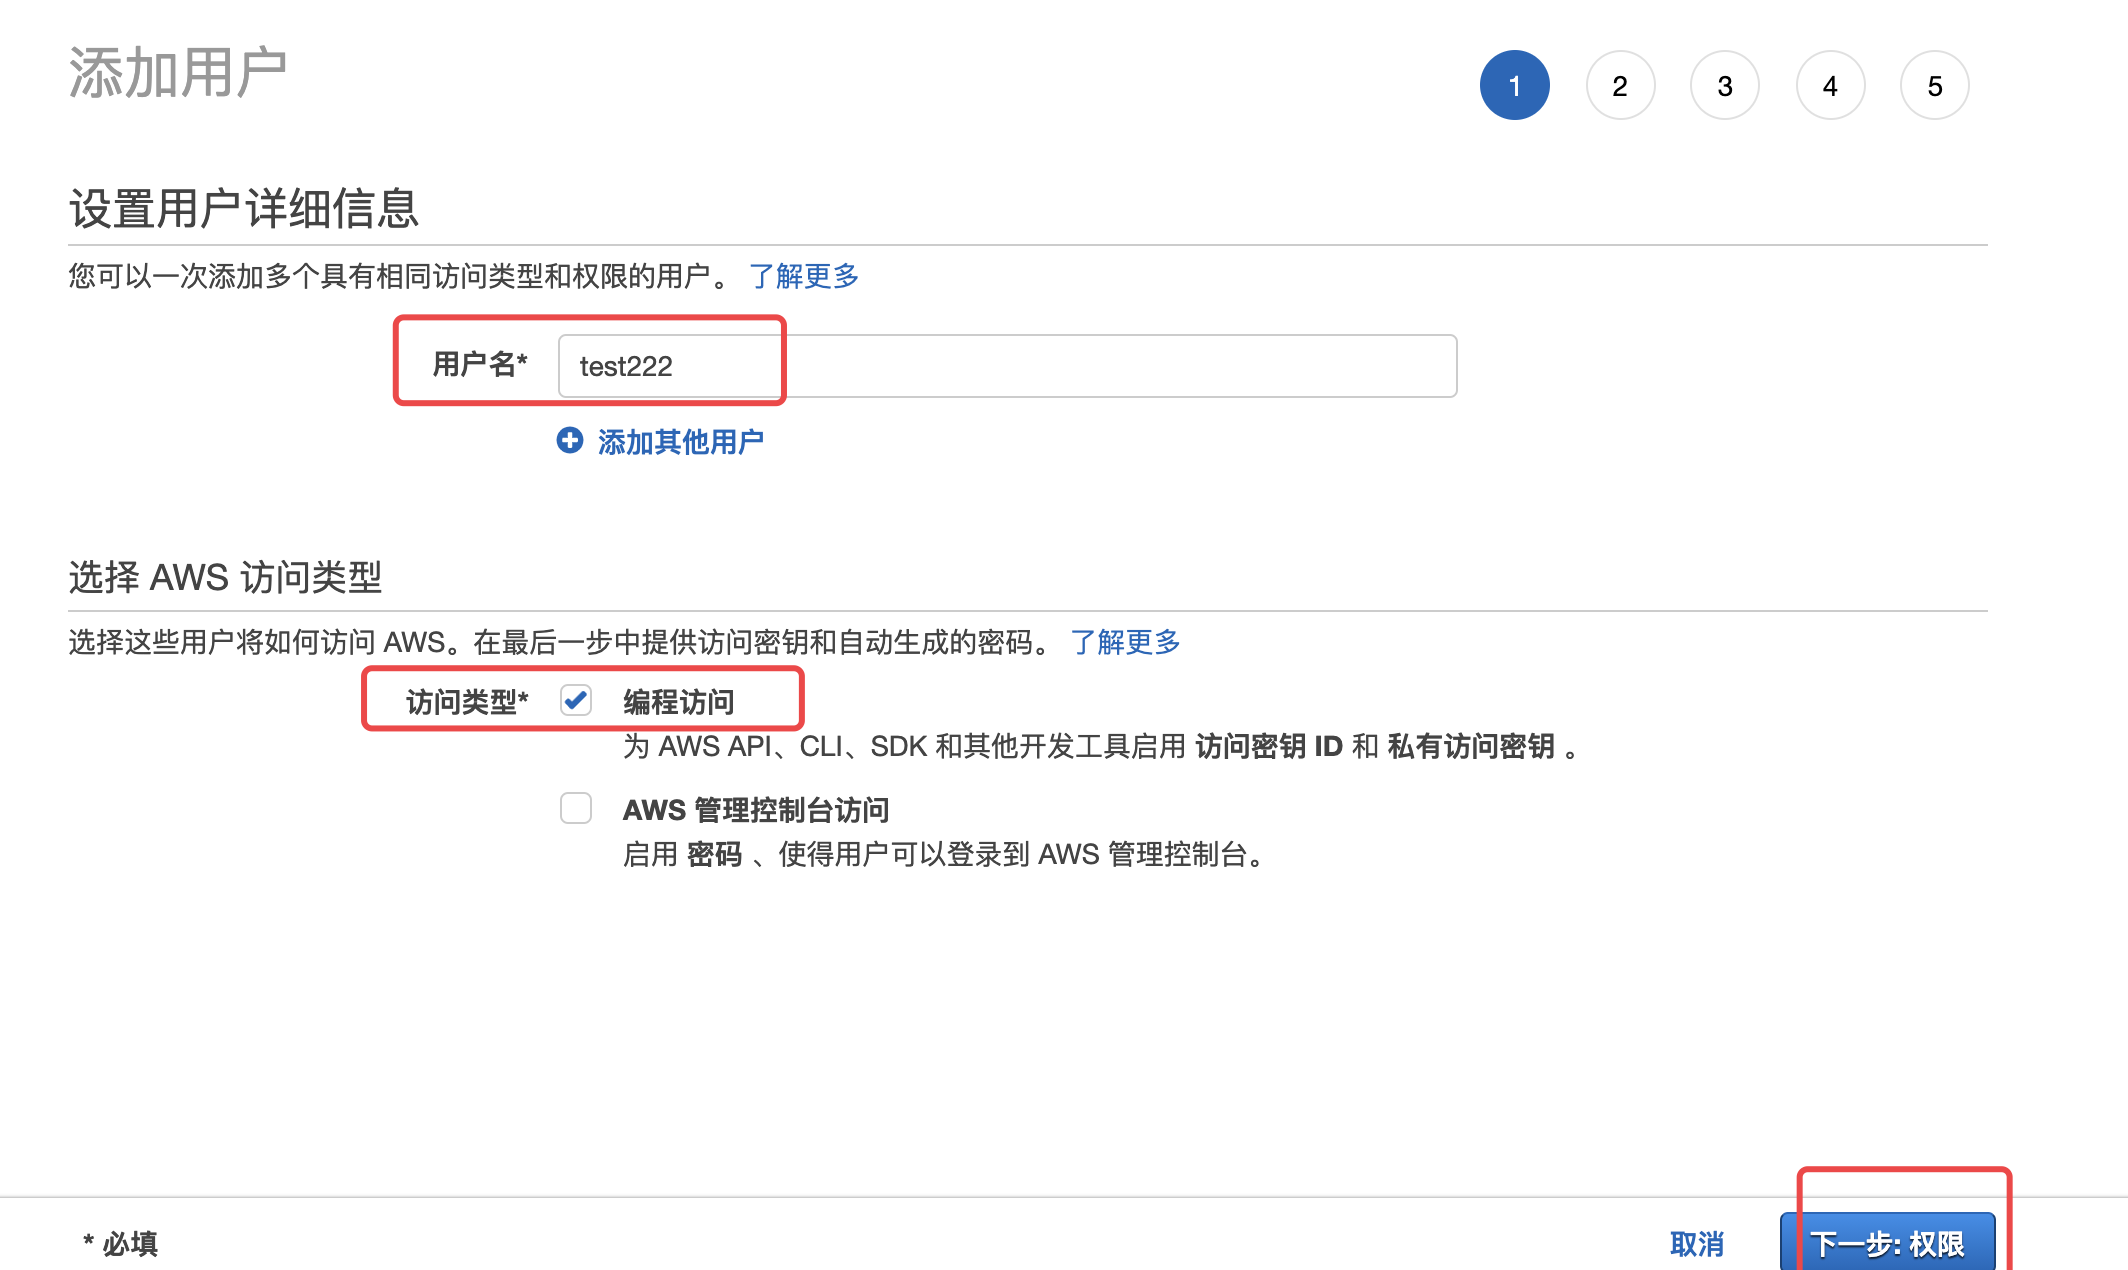 添加用户
1 2 3 4 5
设置用户详细信息
您可以一次添加多个具有相同访问类型和权限的用户。 了解更多
用户名* test222
添加其他用户
选择 AWS 访问类型
选择这些用户将如何访问 AWS。在最后一步中提供访问密钥和自动生成的密码。 了解更多
访问类型* 编程访问
为 AWS API、CLI、SDK 和其他开发工具启用 访问密钥 ID 和 私有访问密钥 。
AWS 管理控制台访问
启用 密码 、使得用户可以登录到 AWS 管理控制台。
* 必填 取消 下一步: 权限